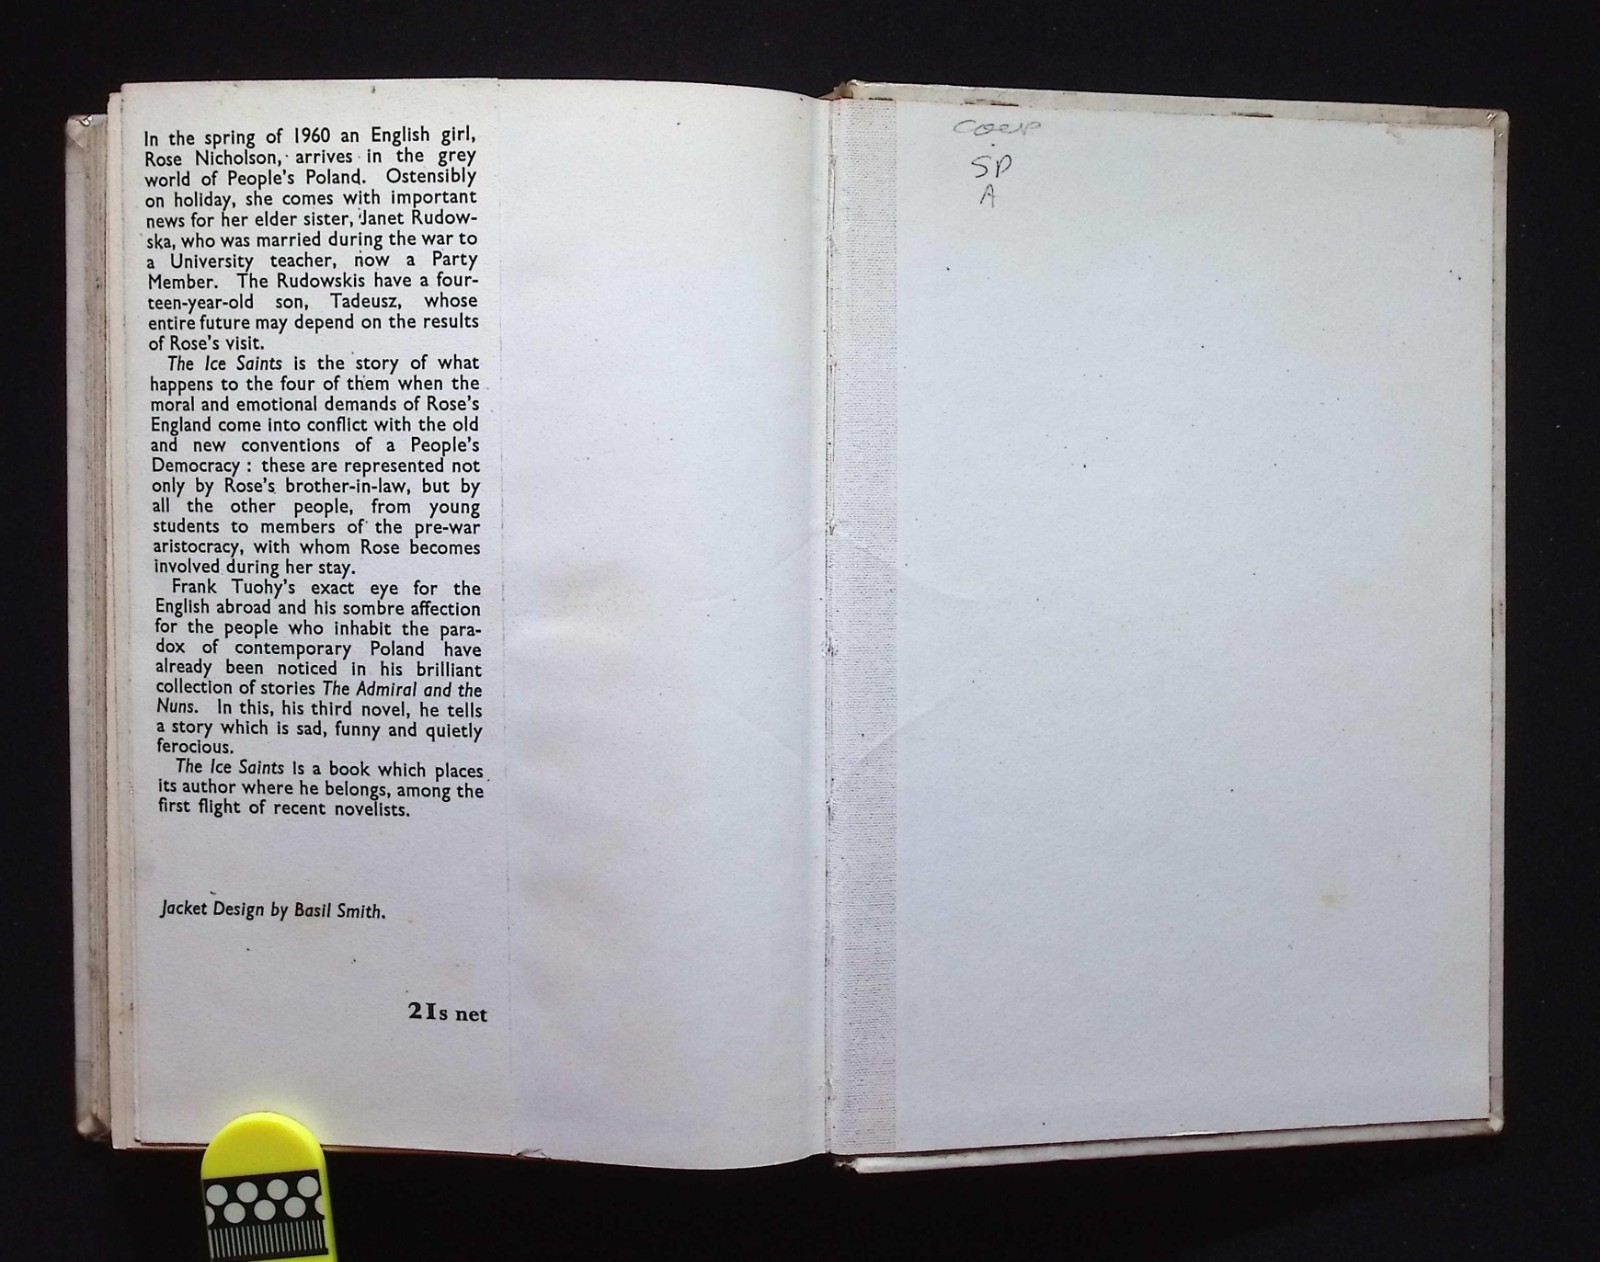 In the spring of 1960 an English girl,
Rose Nicholson, arrives in the grey
world of People's Poland. Ostensibly
on holiday, she comes with important
news for her elder sister, Janet Rudow-
ska, who was married during the war to
a University teacher, now a Party
Member. The Rudowskis have a four-
teen-year-old son, Tadeusz, whose
entire future may depend on the results
of Rose's visit.
The Ice Saints is the story of what
happens to the four of them when the
moral and emotional demands of Rose's
England come into conflict with the old
and new conventions of a People's
Democracy : these are represented not
only by Rose's brother-in-law, but by
all the other people, from young
students to members of the pre-war
aristocracy, with whom Rose becomes
involved during her stay.
Frank Tuohy's exact eye for the
English abroad and his sombre affection
for the people who inhabit the para-
dox of contemporary Poland have
already been noticed in his brilliant
collection of stories The Admiral and the
Nuns. In this, his third novel, he tells
a story which is sad, funny and quietly
ferocious.
The Ice Saints is a book which places
its author where he belongs, among the
first flight of recent novelists.
Jacket Design by Basil Smith.
21s net
SP
A